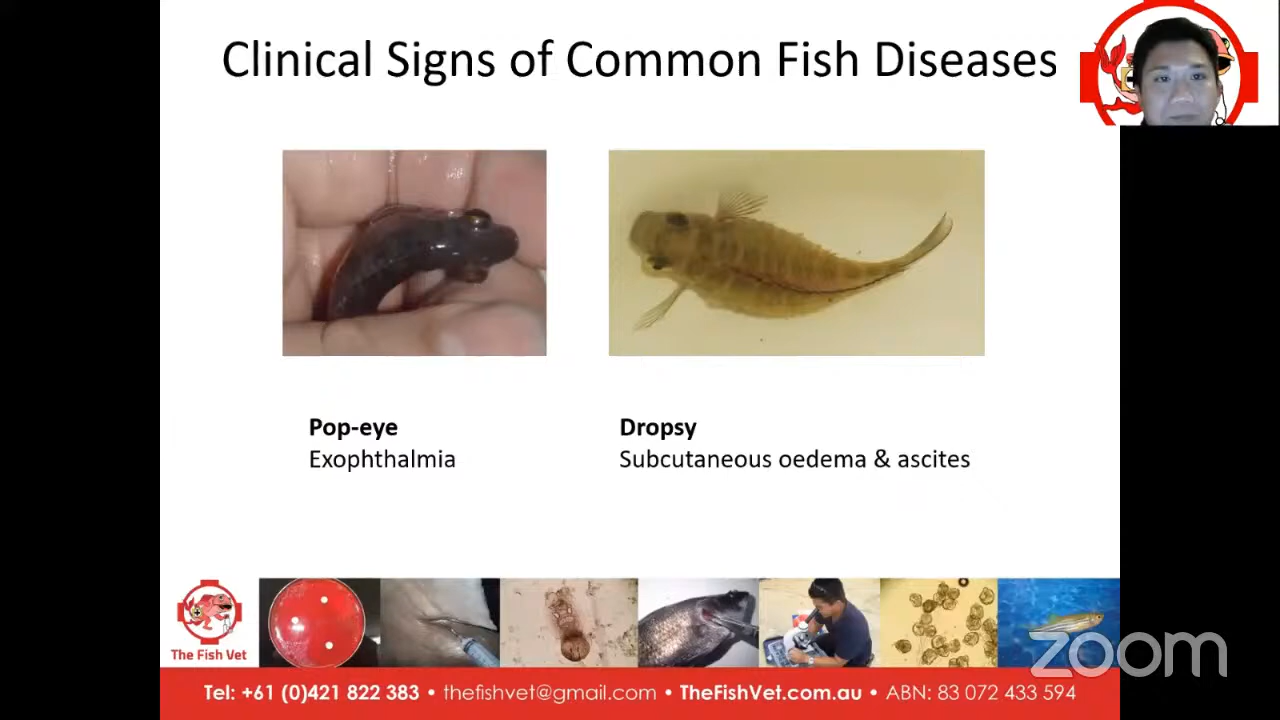 Clinical Signs of Common Fish Diseases
Pop-eye
Exophthalmia
Dropsy
Subcutaneous oedema & ascites
The Fish Vet
zoom
Tel: +61 (0)421 822 383 • thefishvet@gmail.com • TheFishVet.com.au • ABN: 83 072 433 594